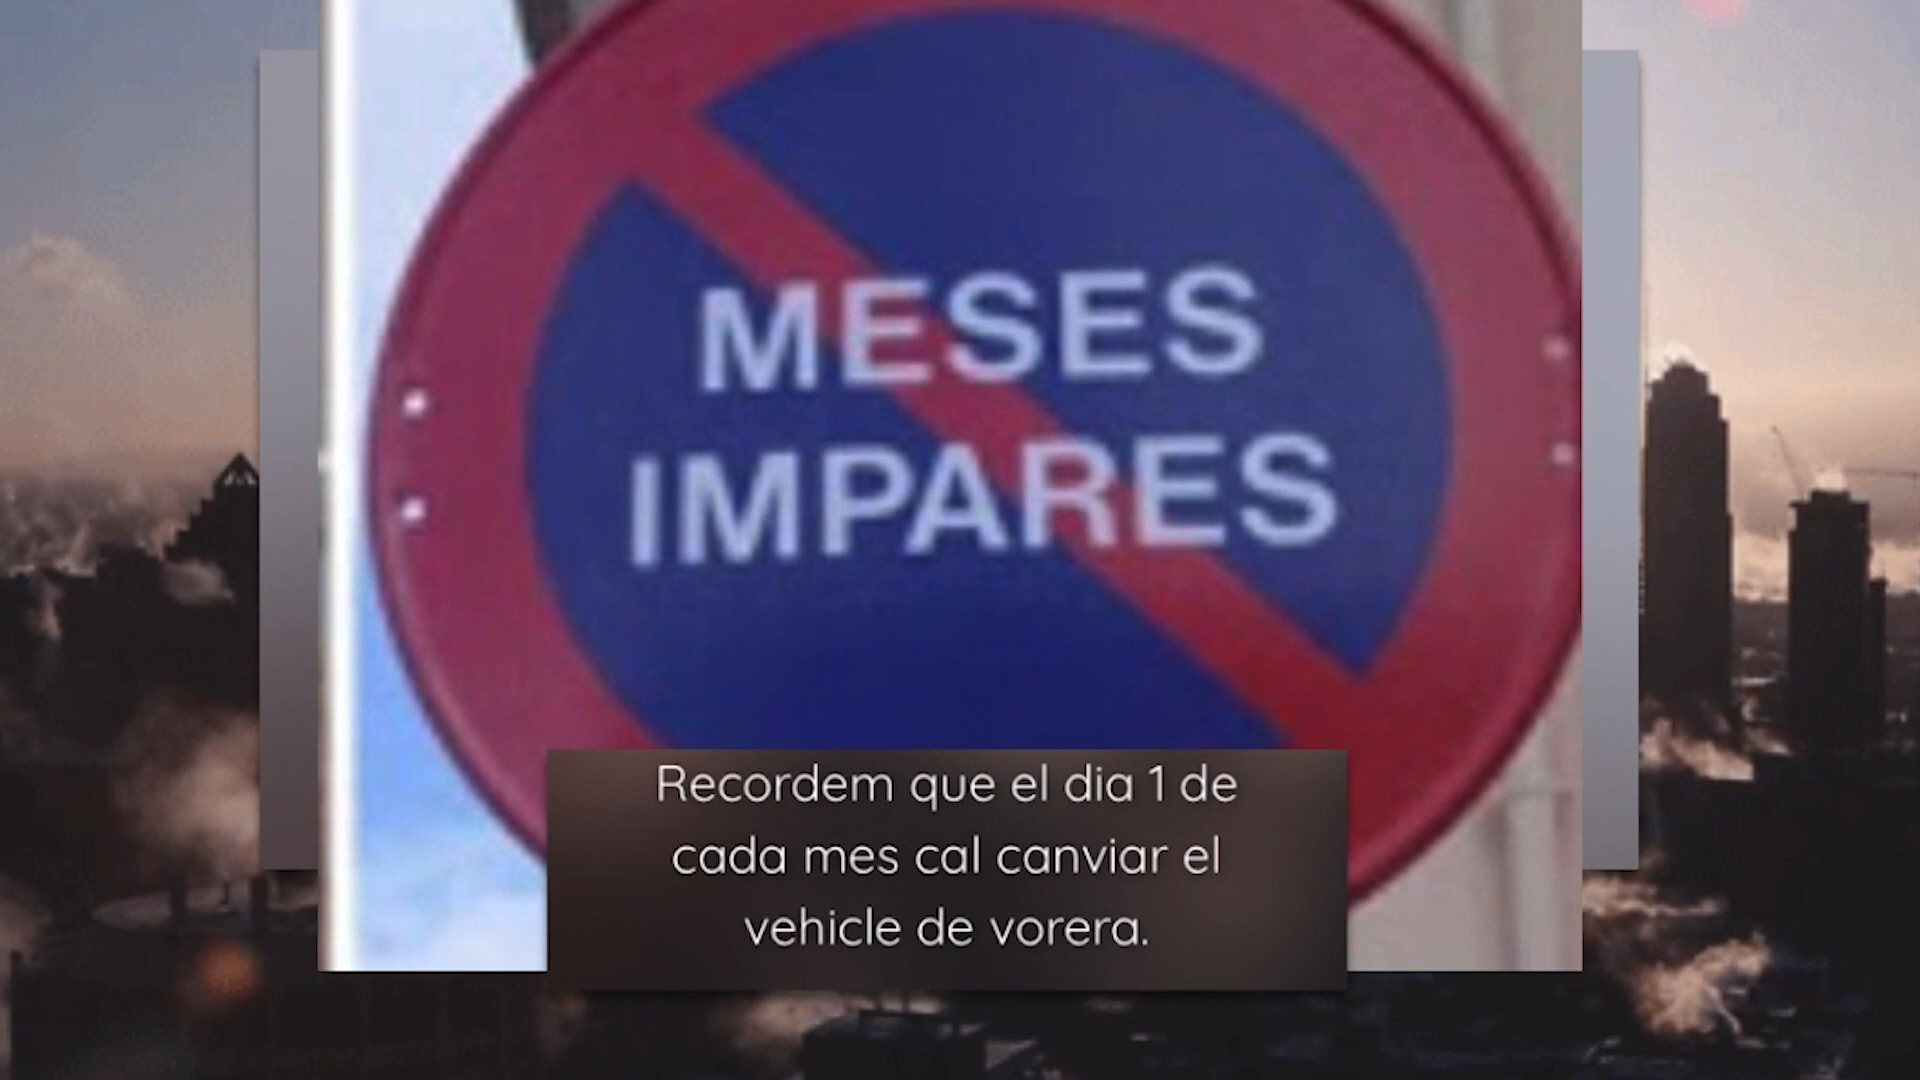 MESES
IMPARES
Recordem que el dia 1 de
cada mes cal canviar el
vehicle de vorera.